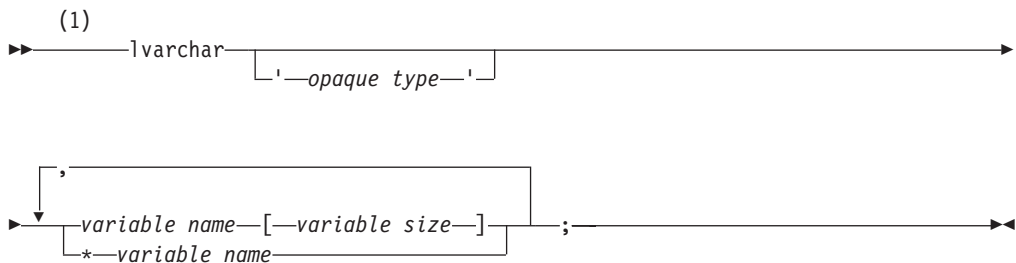 (1)
lvarchar
' opaque type '
,
variable name [ variable size ] ;
* variable name